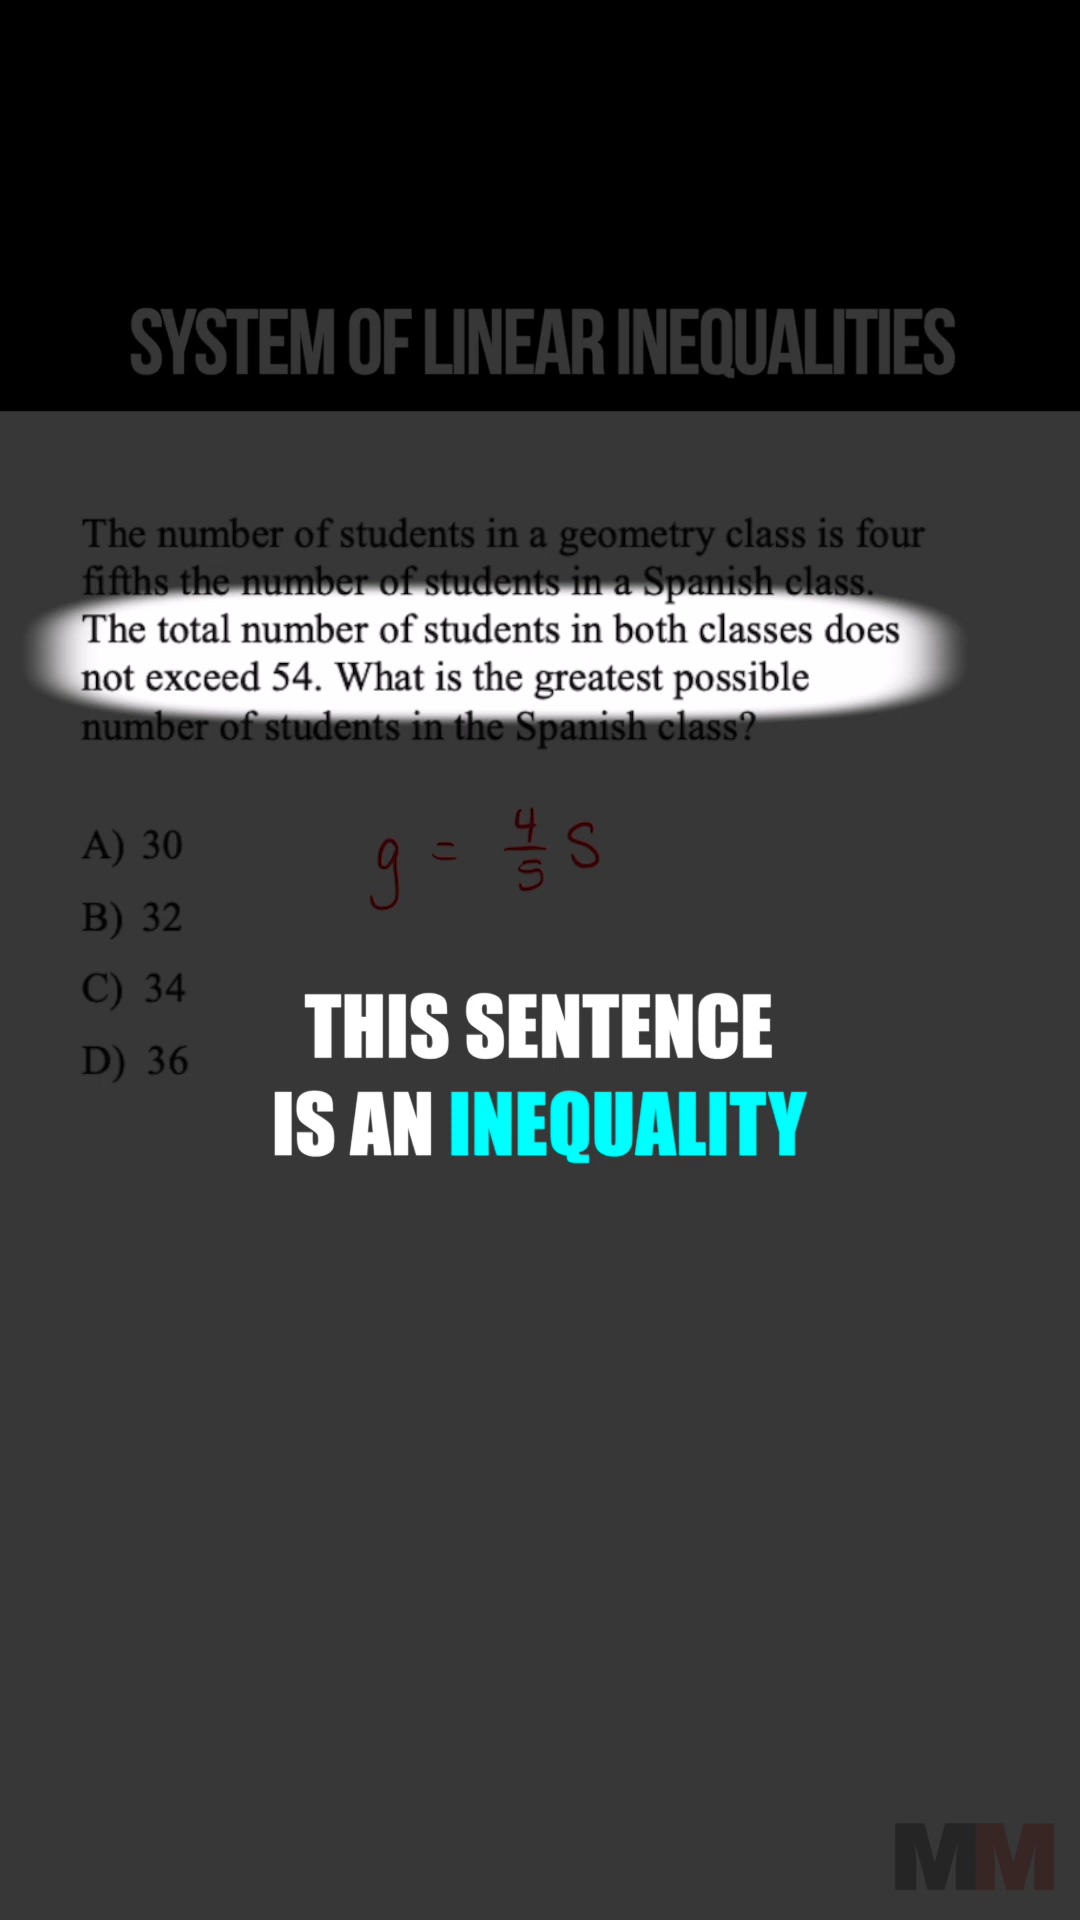 SYSTEM OF LINEAR INEQUALITIES
The number of students in a geometry class is four
fifths the number of students in a Spanish class.
The total number of students in both classes does
not exceed 54. What is the greatest possible
number of students in the Spanish class?
A) 30
B) 32
C) 34
D) 36
g = 4/5 S
THIS SENTENCE
IS AN INEQUALITY
MM